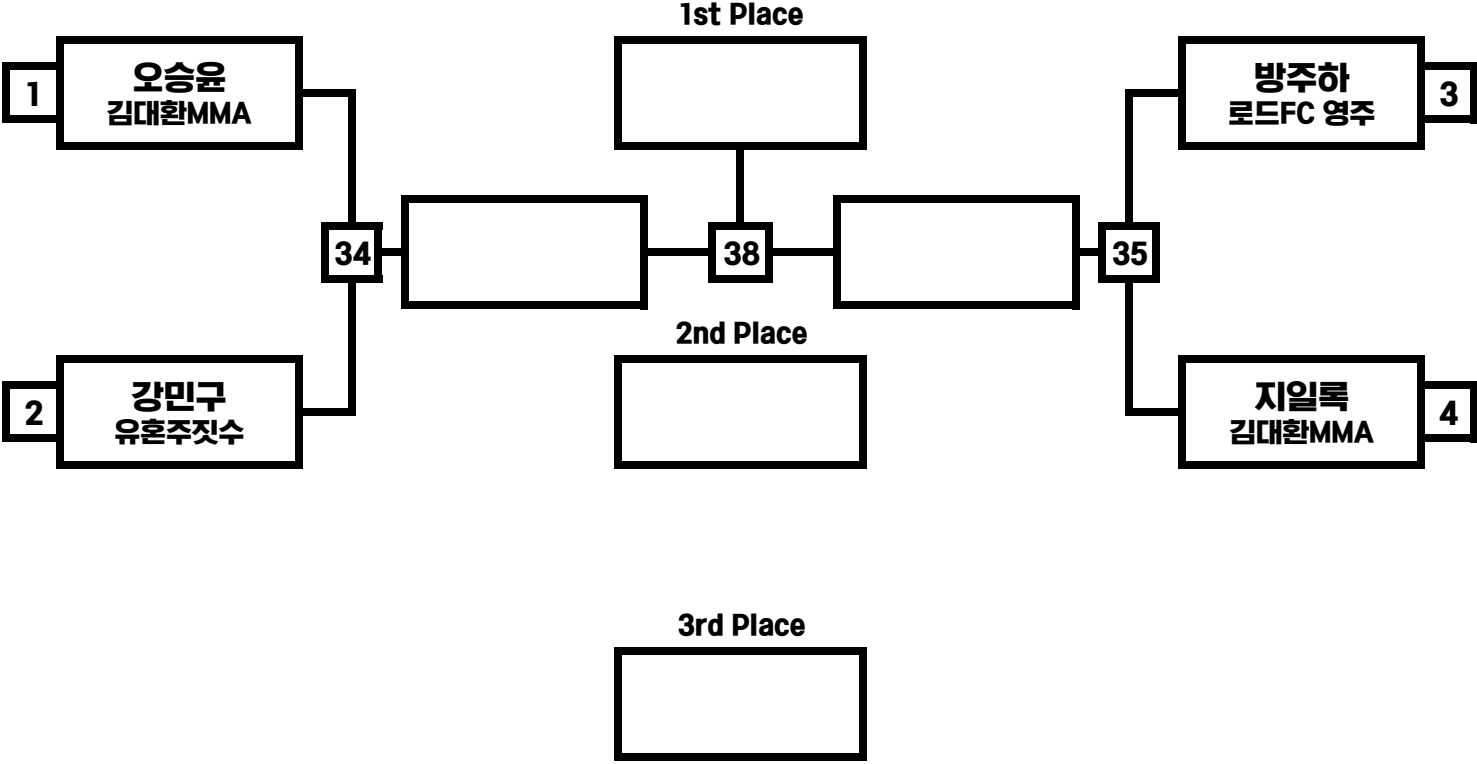 1st Place
1
오승윤
김대환MMA
방주하
로드FC 영주
3
34
38
35
2nd Place
2
강민구
유혼주짓수
지일록
김대환MMA
4
3rd Place